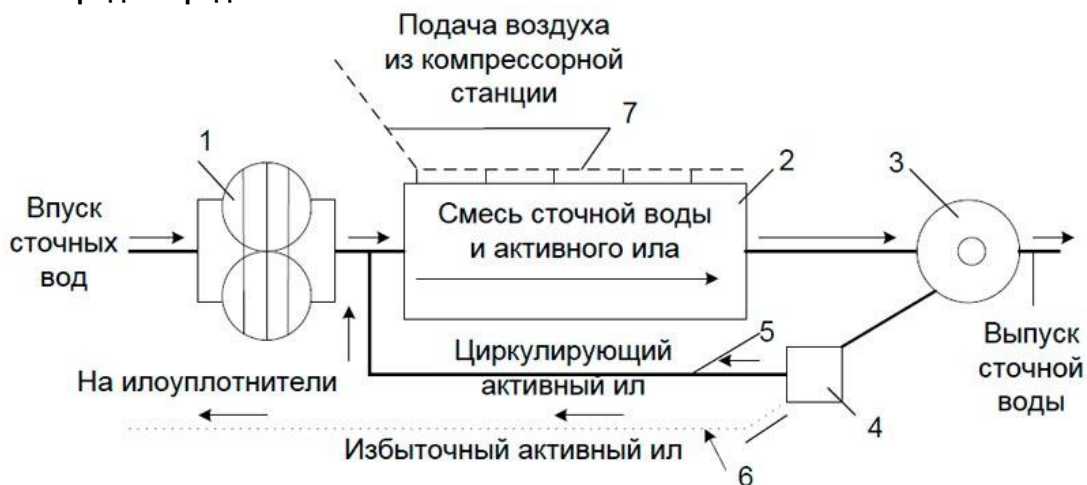 Подача воздуха
из компрессорной
станции
7
1
2
3
Впуск
сточных
вод
Смесь сточной воды
и активного ила
5
Циркулирующий
активный ил
На илоуплотнители
Выпуск
сточной
воды
4
Избыточный активный ил
6